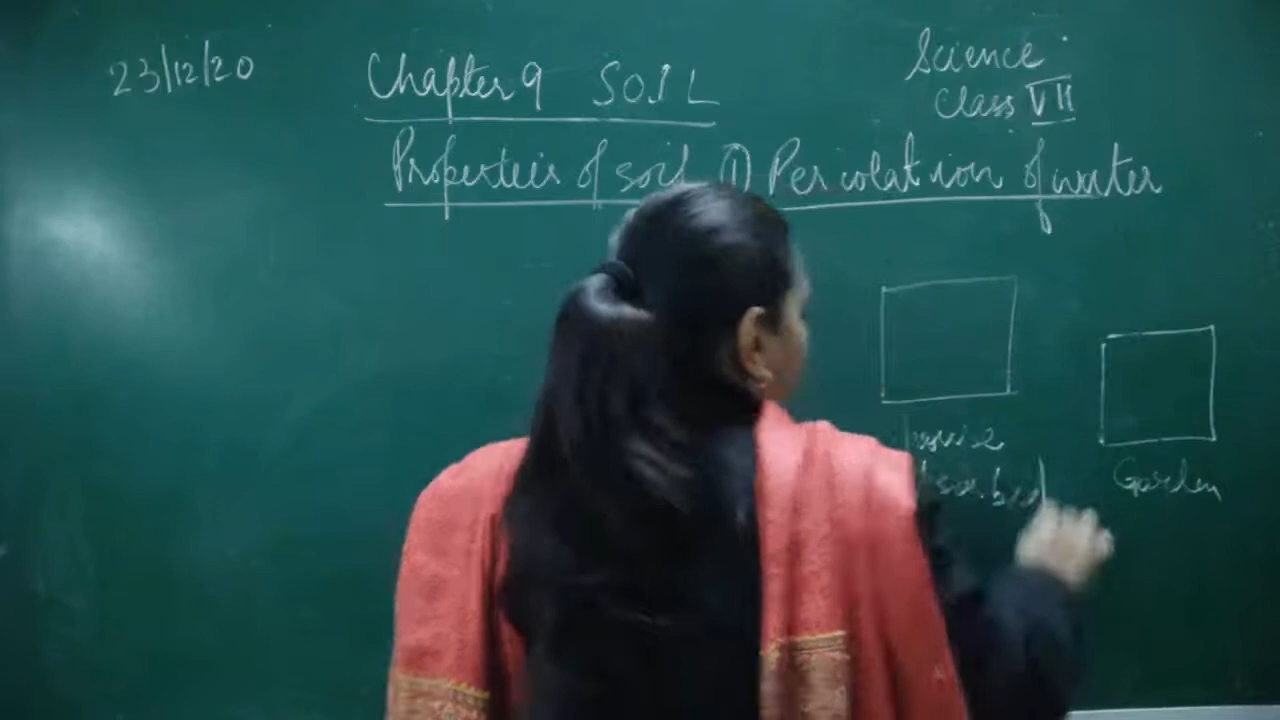 23/12/20
Chapter 9 SOIL
Science
Class VII
Properties of soil ① Percolation of water
Garden